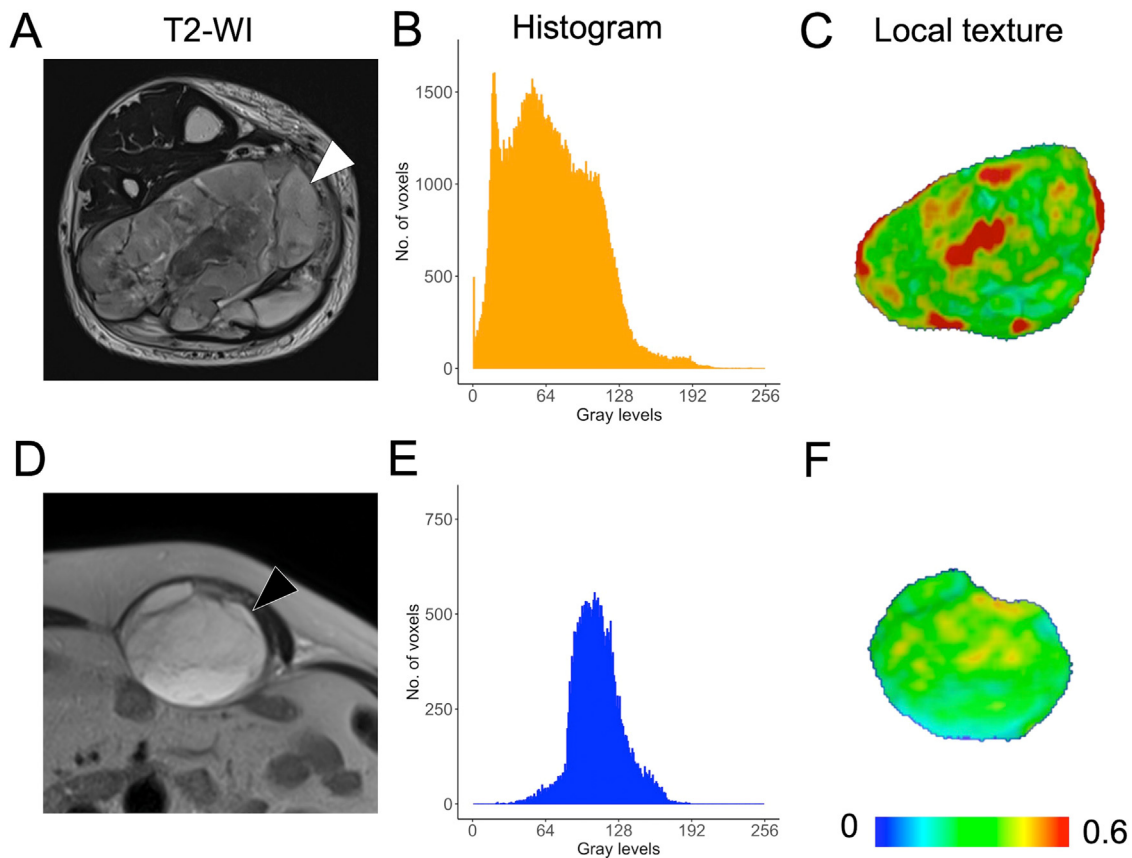 A T2-WI
B Histogram
C Local texture
No. of voxels
1500
1000
500
0
0 64 128 192 256
Gray levels
D
E
F
No. of voxels
750
500
250
0
0 64 128 192 256
Gray levels
0 0.6